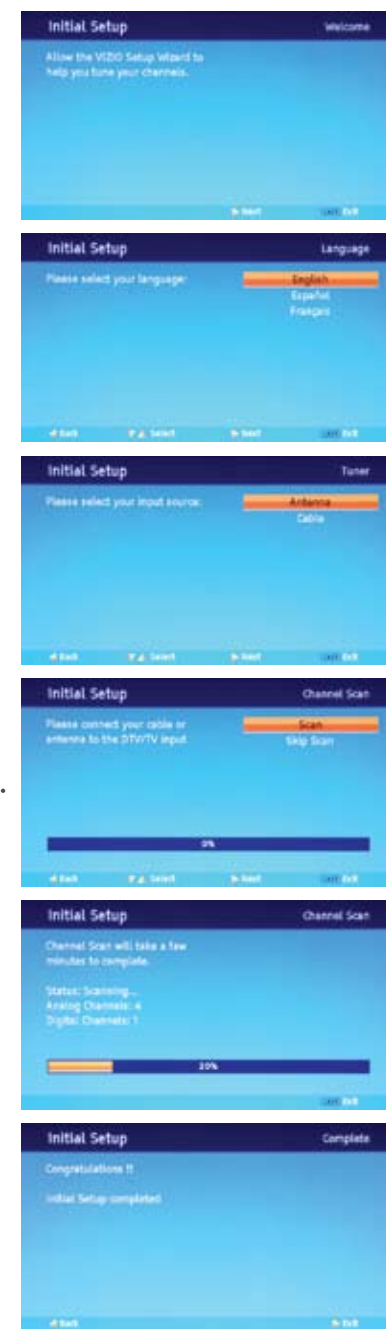 Initial Setup Welcome
Allow the VIZIO Setup Wizard to
help you tune your channels.
Next Exit
Initial Setup Language
Please select your language: English
Español
Français
Back Select Next Exit
Initial Setup Tuner
Please select your input source: Antenna
Cable
Back Select Next Exit
Initial Setup Channel Scan
Please connect your cable or Scan
antenna to the DTV/TV input Skip Scan
0%
Back Select Next Exit
Initial Setup Channel Scan
Channel Scan will take a few
minutes to complete.
Status: Scanning...
Analog Channels: 4
Digital Channels: 1
20%
Exit
Initial Setup Complete
Congratulations !!
Initial Setup completed
Back Exit